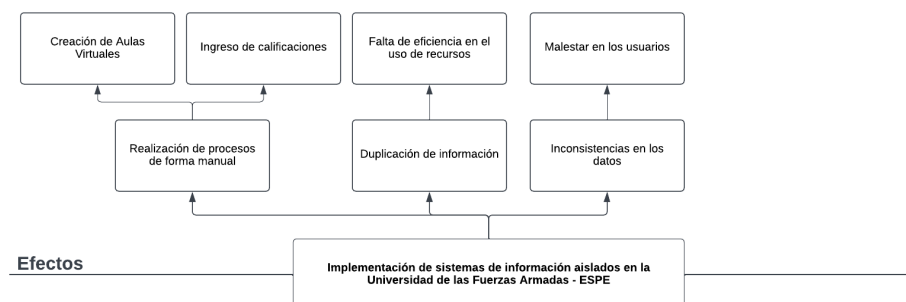 Creación de Aulas
Virtuales
Ingreso de calificaciones
Falta de eficiencia en el
uso de recursos
Malestar en los usuarios
Realización de procesos
de forma manual
Duplicación de información
Inconsistencias en los
datos
Efectos
Implementación de sistemas de información aislados en la
Universidad de las Fuerzas Armadas - ESPE